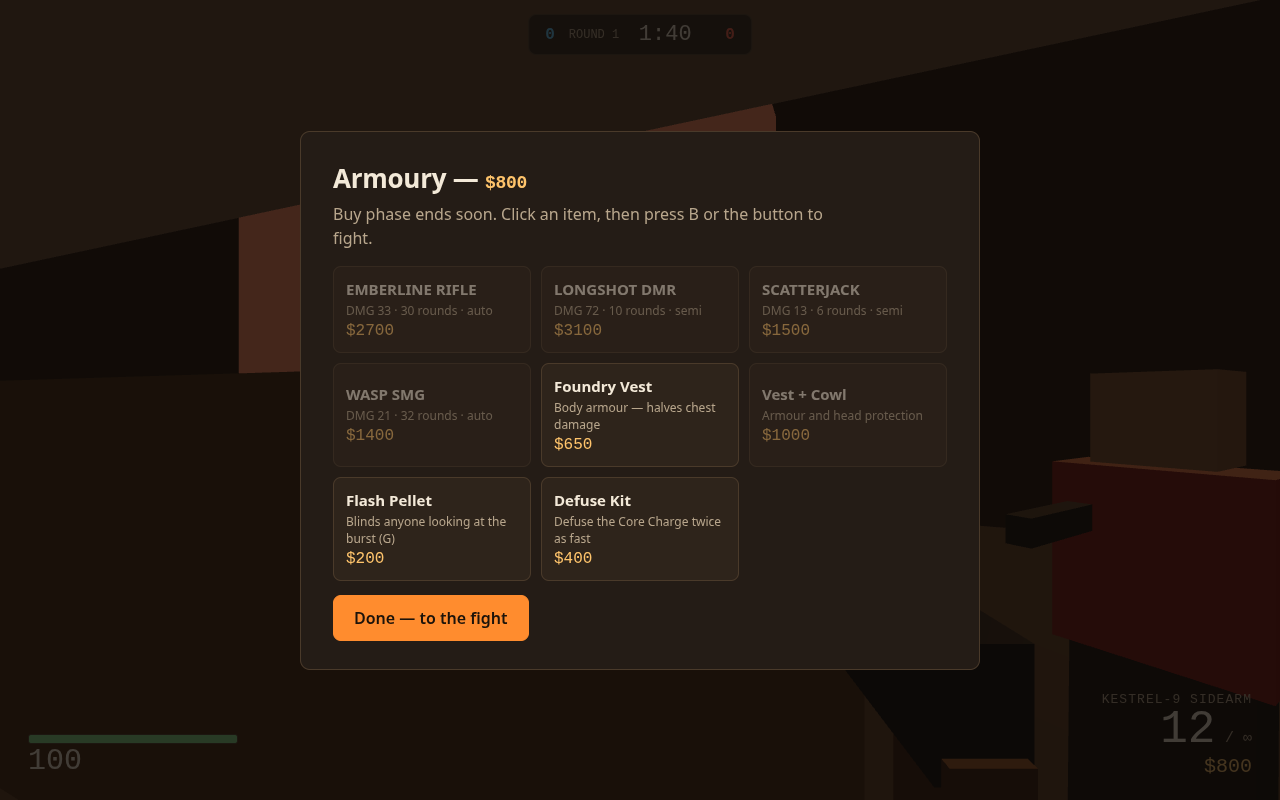 0 ROUND 1 1:40 0
Armoury — $800
Buy phase ends soon. Click an item, then press B or the button to
fight.
EMBERLINE RIFLE
DMG 33 · 30 rounds · auto
$2700
LONGSHOT DMR
DMG 72 · 10 rounds · semi
$3100
SCATTERJACK
DMG 13 · 6 rounds · semi
$1500
WASP SMG
DMG 21 · 32 rounds · auto
$1400
Foundry Vest
Body armour — halves chest
damage
$650
Vest + Cowl
Armour and head protection
$1000
Flash Pellet
Blinds anyone looking at the
burst (G)
$200
Defuse Kit
Defuse the Core Charge twice
as fast
$400
Done — to the fight
100
KESTREL-9 SIDEARM
12 / ∞
$800